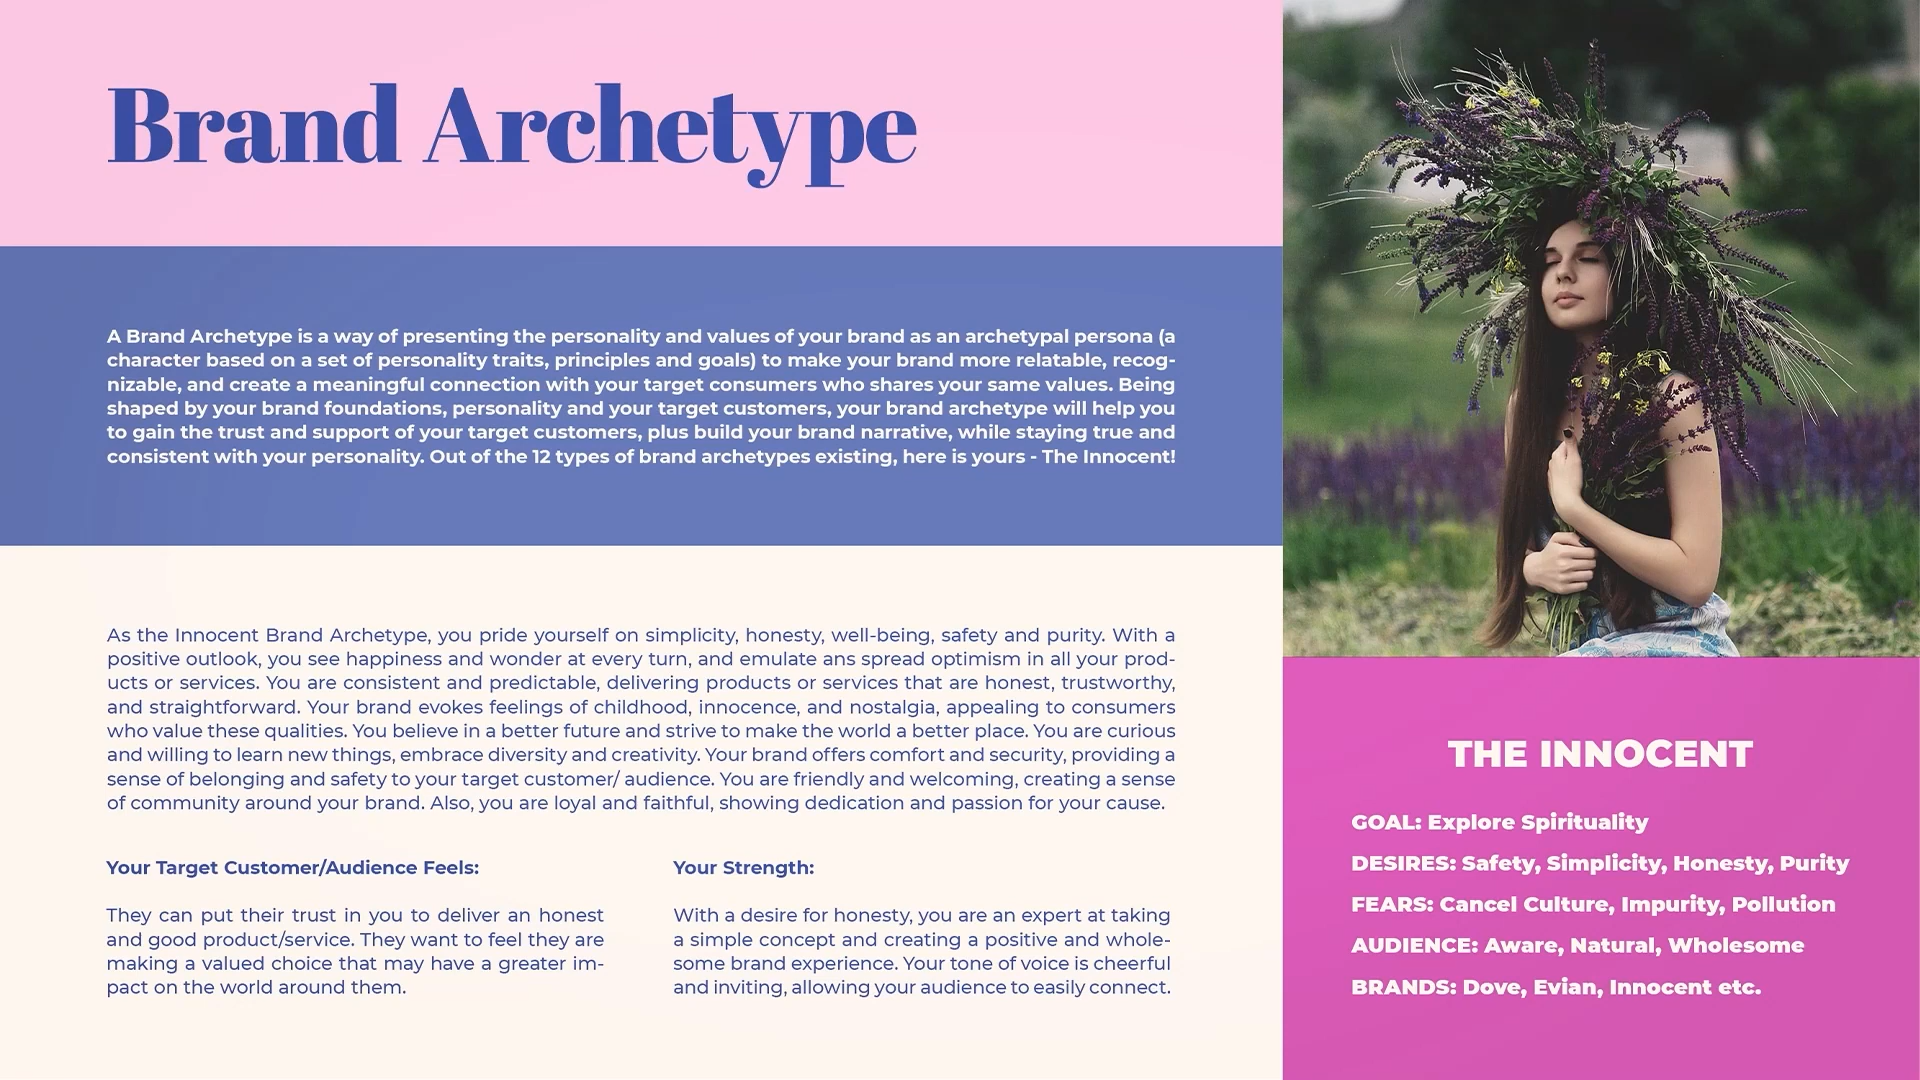 Brand Archetype
A Brand Archetype is a way of presenting the personality and values of your brand as an archetypal persona (a
character based on a set of personality traits, principles and goals) to make your brand more relatable, recog-
nizable, and create a meaningful connection with your target consumers who shares your same values. Being
shaped by your brand foundations, personality and your target customers, your brand archetype will help you
to gain the trust and support of your target customers, plus build your brand narrative, while staying true and
consistent with your personality. Out of the 12 types of brand archetypes existing, here is yours - The Innocent!
As the Innocent Brand Archetype, you pride yourself on simplicity, honesty, well-being, safety and purity. With a
positive outlook, you see happiness and wonder at every turn, and emulate ans spread optimism in all your prod-
ucts or services. You are consistent and predictable, delivering products or services that are honest, trustworthy,
and straightforward. Your brand evokes feelings of childhood, innocence, and nostalgia, appealing to consumers
who value these qualities. You believe in a better future and strive to make the world a better place. You are curious
and willing to learn new things, embrace diversity and creativity. Your brand offers comfort and security, providing a
sense of belonging and safety to your target customer/ audience. You are friendly and welcoming, creating a sense
of community around your brand. Also, you are loyal and faithful, showing dedication and passion for your cause.
Your Target Customer/Audience Feels:
They can put their trust in you to deliver an honest
and good product/service. They want to feel they are
making a valued choice that may have a greater im-
pact on the world around them.
Your Strength:
With a desire for honesty, you are an expert at taking
a simple concept and creating a positive and whole-
some brand experience. Your tone of voice is cheerful
and inviting, allowing your audience to easily connect.
THE INNOCENT
GOAL: Explore Spirituality
DESIRES: Safety, Simplicity, Honesty, Purity
FEARS: Cancel Culture, Impurity, Pollution
AUDIENCE: Aware, Natural, Wholesome
BRANDS: Dove, Evian, Innocent etc.